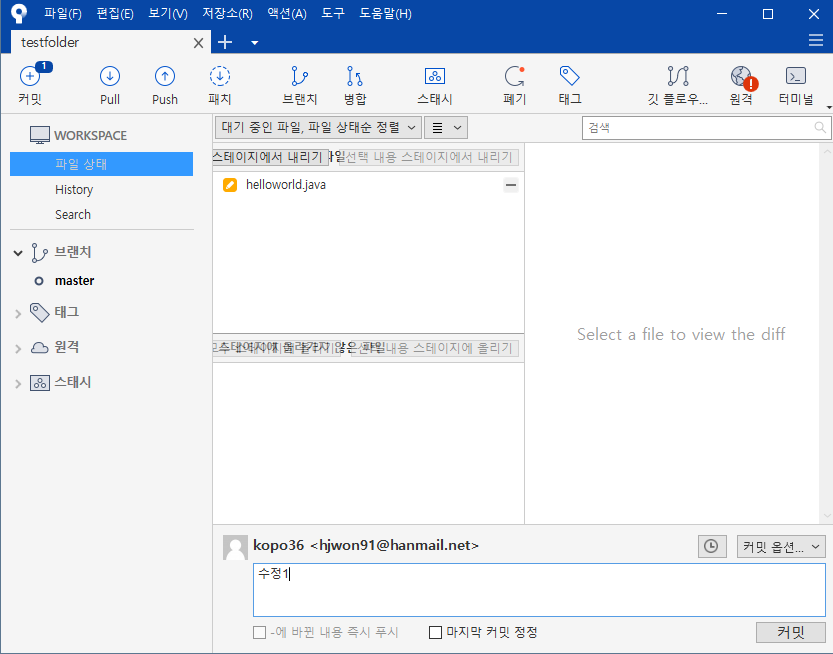 파일(F) 편집(E) 보기(V) 저장소(R) 액션(A) 도구 도움말(H)
testfolder
1
커밋 Pull Push 패치 브랜치 병합 스태시 폐기 태그 깃 플로우... 원격 터미널
WORKSPACE
파일 상태
History
Search
브랜치
master
태그
원격
스태시
대기 중인 파일, 파일 상태순 정렬
검색
스테이지에서 내리기 선택 내용 스테이지에서 내리기
helloworld.java
스테이지에 올라가지 않은 파일 선택 내용 스테이지에 올리기
Select a file to view the diff
kopo36 <hjwon91@hanmail.net>
커밋 옵션...
수정1
-에 바뀐 내용 즉시 푸시 마지막 커밋 정정
커밋